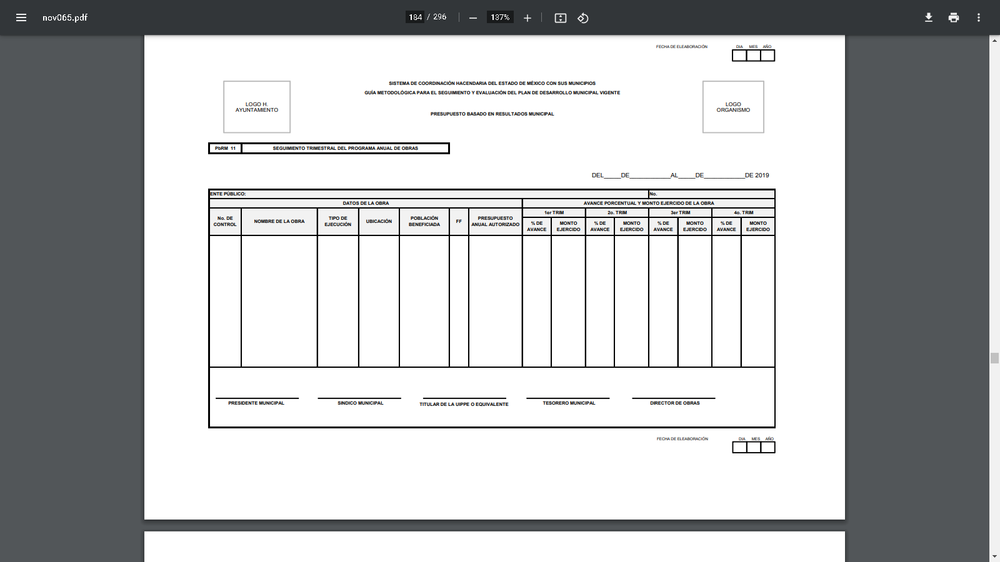 nov065.pdf
184 / 296
137%
FECHA DE ELEABORACIÓN DIA MES AÑO
LOGO H.
AYUNTAMIENTO
SISTEMA DE COORDINACIÓN HACENDARIA DEL ESTADO DE MÉXICO CON SUS MUNICIPIOS
GUÍA METODOLÓGICA PARA EL SEGUIMIENTO Y EVALUACIÓN DEL PLAN DE DESARROLLO MUNICIPAL VIGENTE
PRESUPUESTO BASADO EN RESULTADOS MUNICIPAL
LOGO
ORGANISMO
PbRM 11 SEGUIMIENTO TRIMESTRAL DEL PROGRAMA ANUAL DE OBRAS
DEL_____DE____________AL_____DE____________DE 2019
ENTE PÚBLICO: No.
DATOS DE LA OBRA AVANCE PORCENTUAL Y MONTO EJERCIDO DE LA OBRA
No. DE
CONTROL
NOMBRE DE LA OBRA
TIPO DE
EJECUCIÓN
UBICACIÓN
POBLACIÓN
BENEFICIADA
FF
PRESUPUESTO
ANUAL AUTORIZADO
1er TRIM 2o. TRIM 3er TRIM 4o. TRIM
% DE
AVANCE
MONTO
EJERCIDO
% DE
AVANCE
MONTO
EJERCIDO
% DE
AVANCE
MONTO
EJERCIDO
% DE
AVANCE
MONTO
EJERCIDO
PRESIDENTE MUNICIPAL SINDICO MUNICIPAL TITULAR DE LA UIPPE O EQUIVALENTE TESORERO MUNICIPAL DIRECTOR DE OBRAS
FECHA DE ELEABORACIÓN DIA MES AÑO